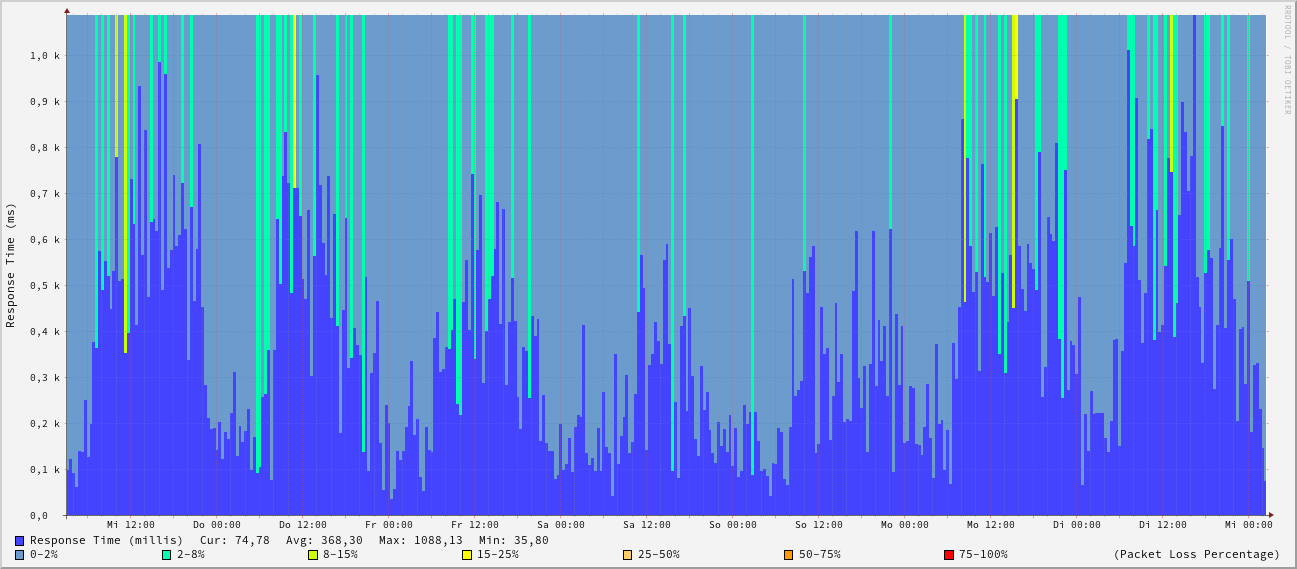 RRDTOOL / TOBI OETIKER
Response Time (ms)
1,0 k
0,9 k
0,8 k
0,7 k
0,6 k
0,5 k
0,4 k
0,3 k
0,2 k
0,1 k
0,0
Mi 12:00 Do 00:00 Do 12:00 Fr 00:00 Fr 12:00 Sa 00:00 Sa 12:00 So 00:00 So 12:00 Mo 00:00 Mo 12:00 Di 00:00 Di 12:00 Mi 00:00
Response Time (millis) Cur: 74,78 Avg: 368,30 Max: 1088,13 Min: 35,80
0-2% 2-8% 8-15% 15-25% 25-50% 50-75% 75-100% (Packet Loss Percentage)